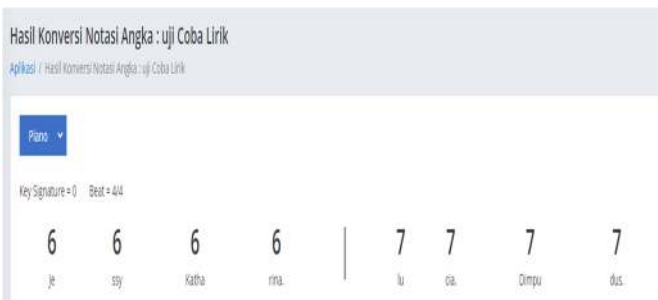 Hasil Konversi Notasi Angka : uji Coba Lirik
Aplikasi / Hasil Konversi Notasi Angka : uji Coba Lirik
Piano
Key Signature = 0 Beat = 4/4
6 6 6 6 | 7 7 7 7
Je ssy Katha rina. lu cia. Dimpu dus.